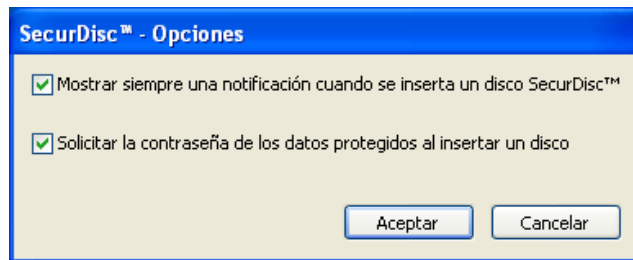 SecurDisc™ - Opciones
Mostrar siempre una notificación cuando se inserta un disco SecurDisc™
Solicitar la contraseña de los datos protegidos al insertar un disco
Aceptar Cancelar